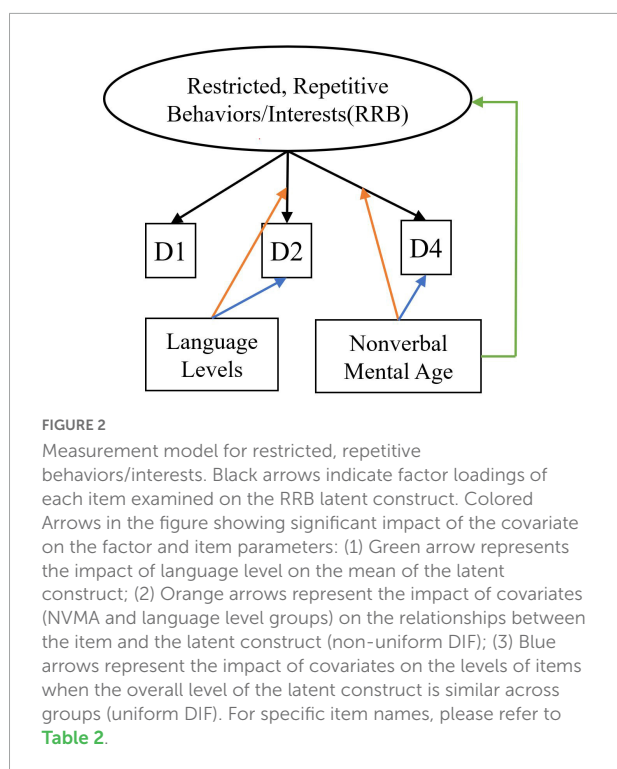 Restricted, Repetitive
Behaviors/Interests(RRB)
D1
D2
D4
Language
Levels
Nonverbal
Mental Age
FIGURE 2
Measurement model for restricted, repetitive
behaviors/interests. Black arrows indicate factor loadings of
each item examined on the RRB latent construct. Colored
Arrows in the figure showing significant impact of the covariate
on the factor and item parameters: (1) Green arrow represents
the impact of language level on the mean of the latent
construct; (2) Orange arrows represent the impact of covariates
(NVMA and language level groups) on the relationships between
the item and the latent construct (non-uniform DIF); (3) Blue
arrows represent the impact of covariates on the levels of items
when the overall level of the latent construct is similar across
groups (uniform DIF). For specific item names, please refer to
Table 2.